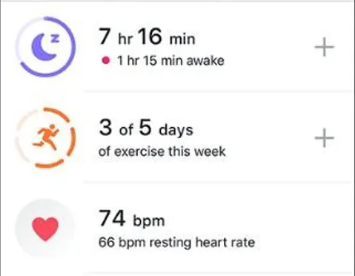 7 hr 16 min
1 hr 15 min awake
3 of 5 days
of exercise this week
74 bpm
66 bpm resting heart rate